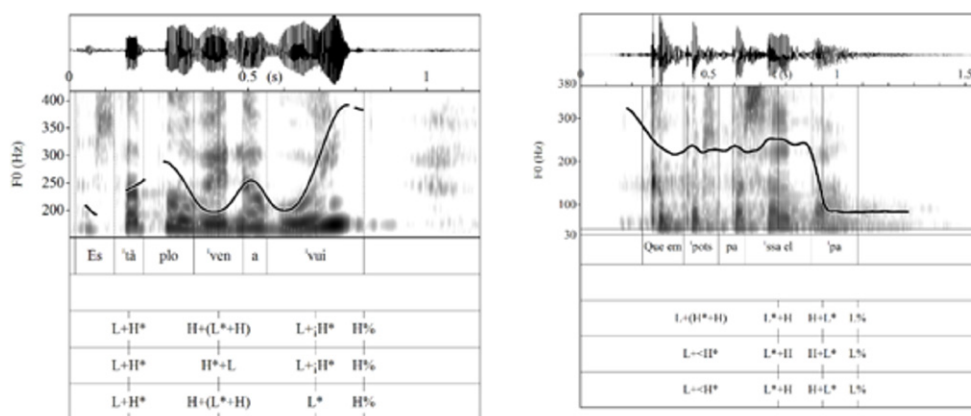 0 0.5 (s) 1
F0 (Hz)
400
350
300
250
200
Es 'tà plo 'ven a 'vui
L+H* H+(L*+H) L+¡H* H%
L+H* H*+L L+¡H* H%
L+H* H+(L*+H) L* H%
0 0.5 (s) 1 1.5
F0 (Hz)
380
300
200
100
30
Que em 'pots pa 'ssa el 'pa
L+(H*+H) L*+H H+L* L%
L+<H* L*+H H+L* L%
L+<H* L*+H H+L* L%